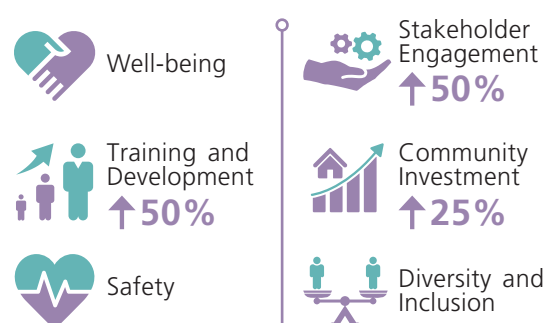 Well-being
Training and
Development
↑50%
Safety
Stakeholder
Engagement
↑50%
Community
Investment
↑25%
Diversity and
Inclusion